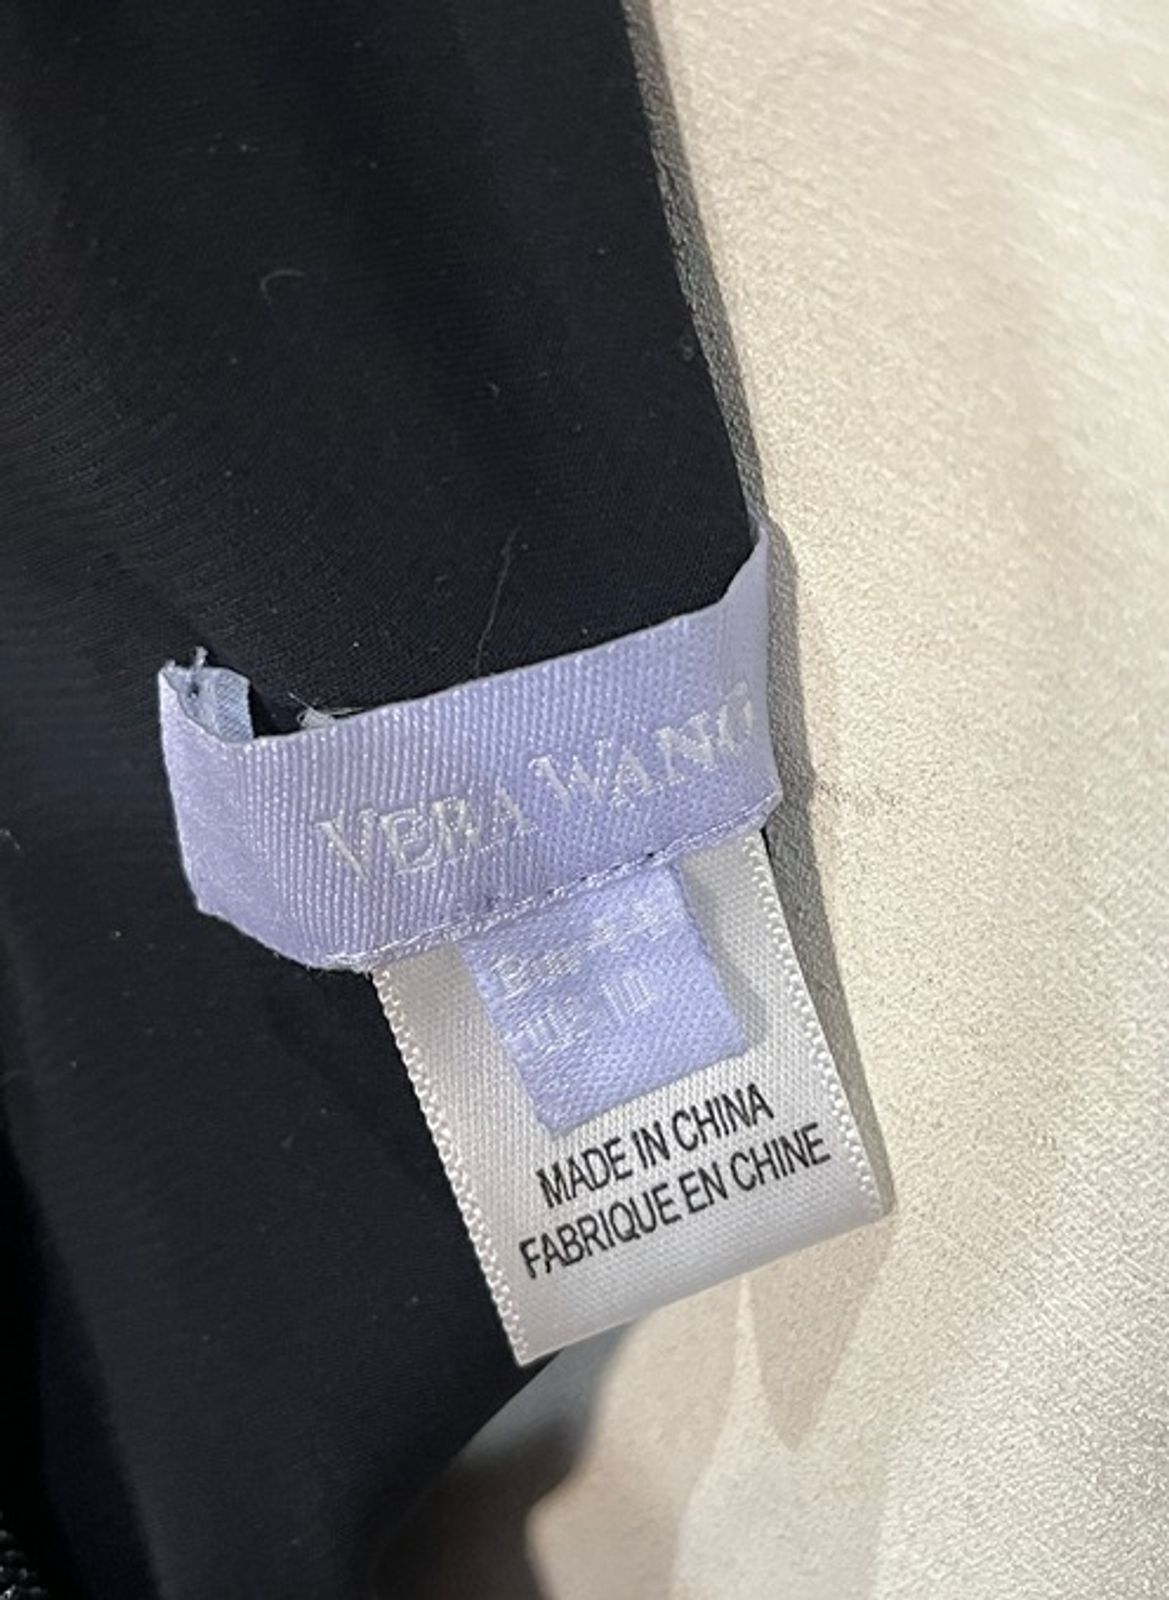 VERA WANG
MADE IN CHINA
FABRIQUE EN CHINE